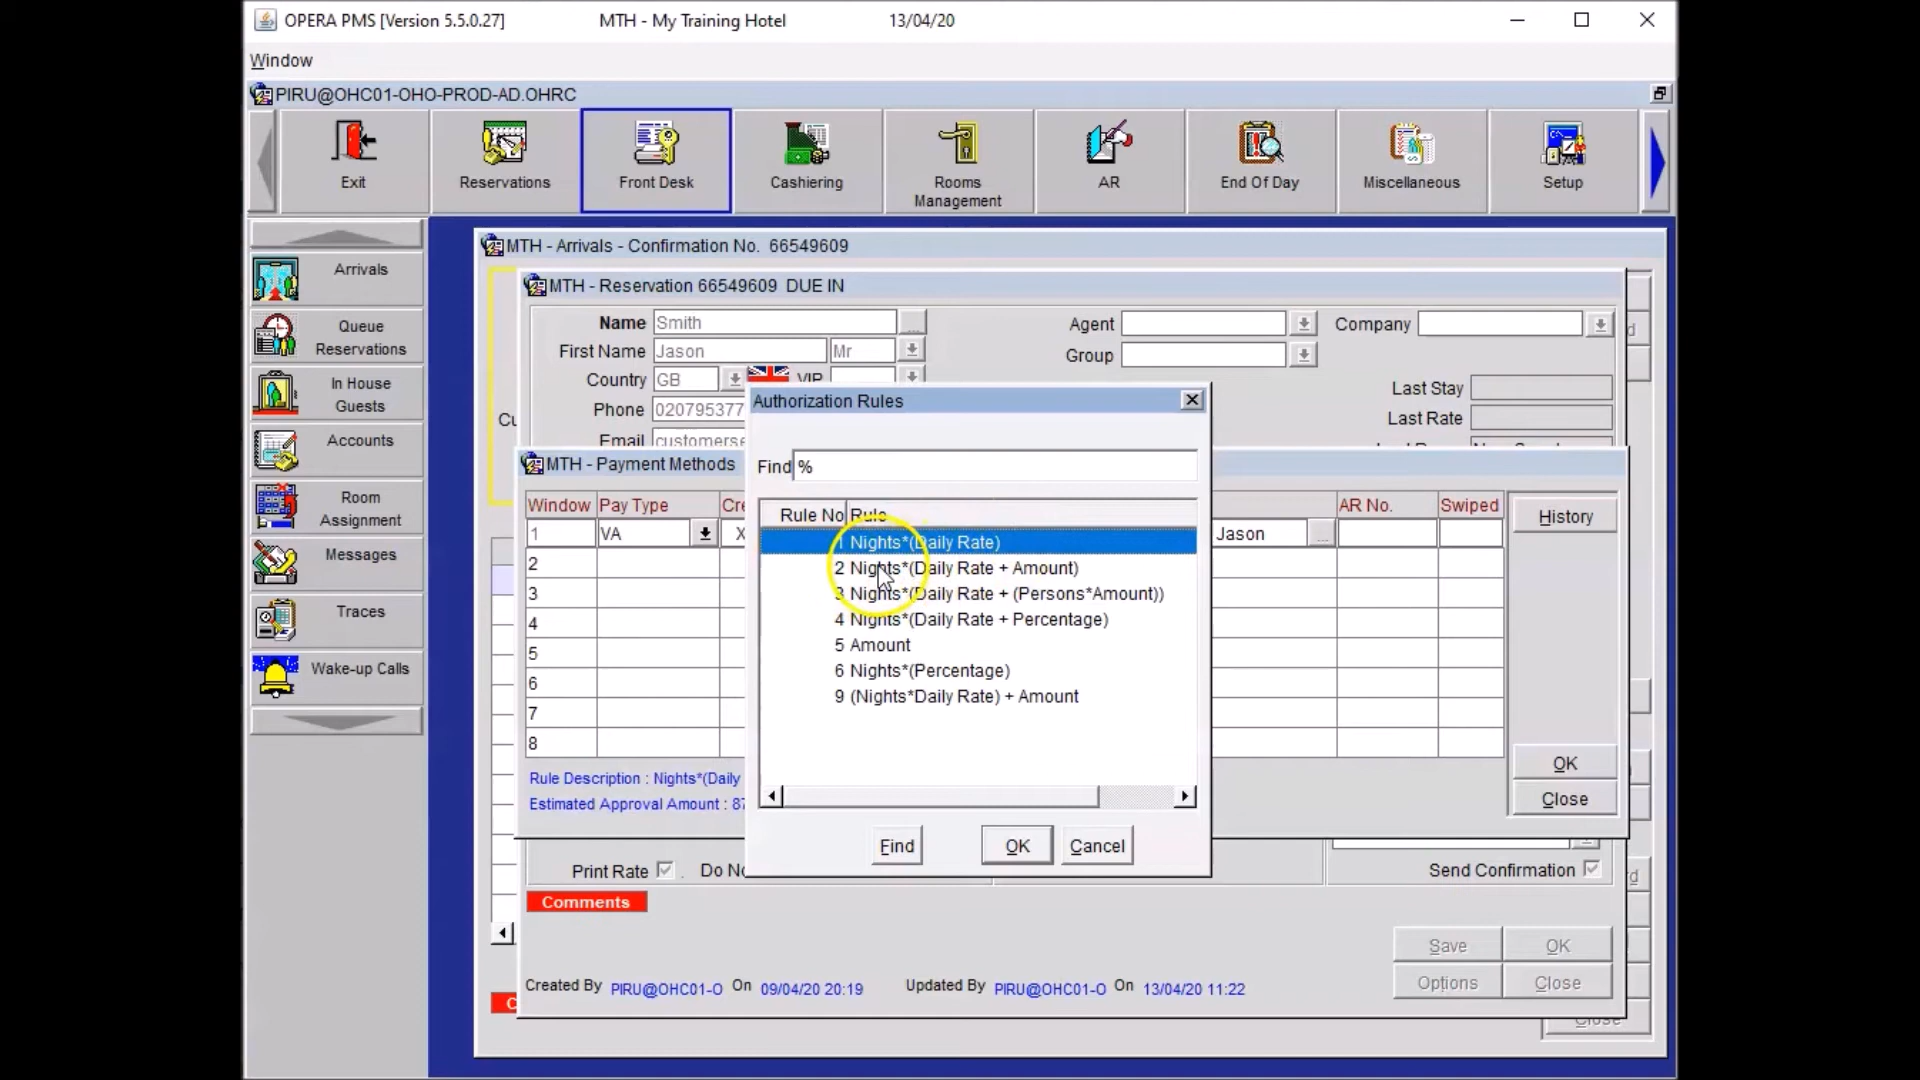 OPERA PMS [Version 5.5.0.27] MTH - My Training Hotel 13/04/20
Window
PIRU@OHC01-OHO-PROD-AD.OHRC
Exit
Reservations
Front Desk
Cashiering
Rooms
Management
AR
End Of Day
Miscellaneous
Setup
Arrivals
Queue
Reservations
In House
Guests
Accounts
Room
Assignment
Messages
Traces
Wake-up Calls
MTH - Arrivals - Confirmation No. 66549609
MTH - Reservation 66549609 DUE IN
Name Smith
First Name Jason Mr
Country GB VIP
Phone 020795377
Email customerse
Agent
Group
Company
Last Stay
Last Rate
MTH - Payment Methods
Window Pay Type Cre AR No. Swiped
1 VA X Jason
2
3
4
5
6
7
8
History
OK
Close
Rule Description : Nights*(Daily
Estimated Approval Amount : 87
Authorization Rules
Find %
Rule No Rule
1 Nights*(Daily Rate)
2 Nights*(Daily Rate + Amount)
3 Nights*(Daily Rate + (Persons*Amount))
4 Nights*(Daily Rate + Percentage)
5 Amount
6 Nights*(Percentage)
9 (Nights*Daily Rate) + Amount
Find OK Cancel
Print Rate Do No
Send Confirmation
Comments
Save OK
Options Close
Created By PIRU@OHC01-O On 09/04/20 20:19 Updated By PIRU@OHC01-O On 13/04/20 11:22
Close